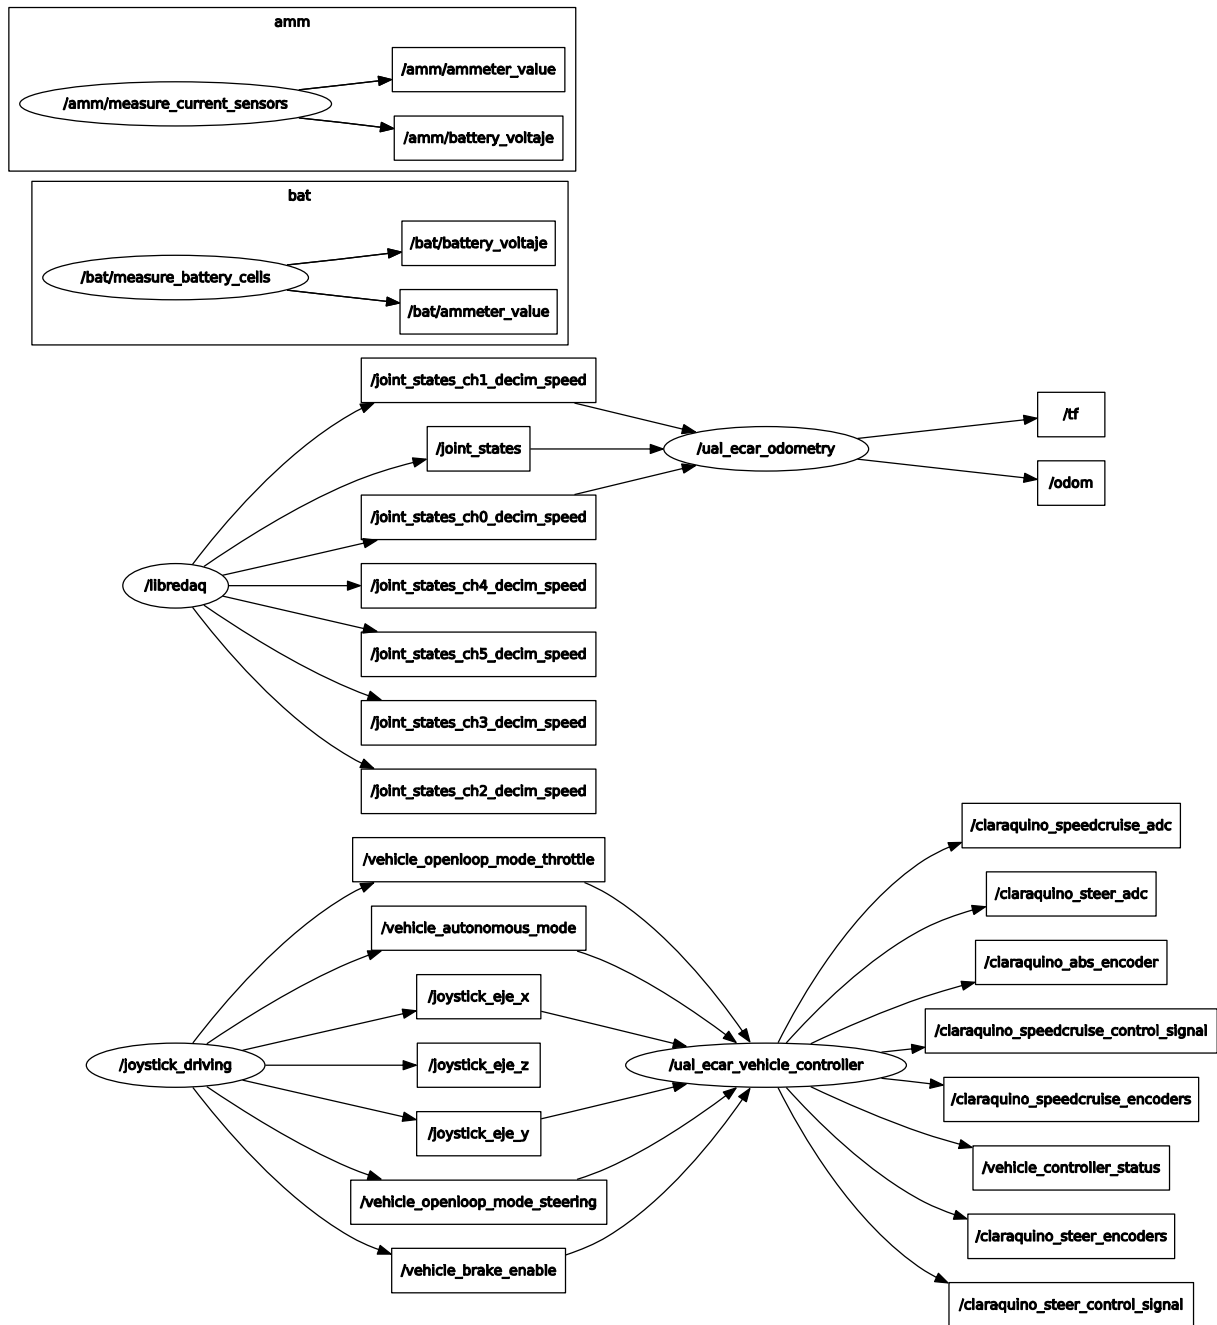 amm
/amm/ammeter_value
/amm/measure_current_sensors
/amm/battery_voltaje
bat
/bat/battery_voltaje
/bat/measure_battery_cells
/bat/ammeter_value
/joint_states_ch1_decim_speed
/tf
/joint_states
/ual_ecar_odometry
/odom
/joint_states_ch0_decim_speed
/libredaq
/joint_states_ch4_decim_speed
/joint_states_ch5_decim_speed
/joint_states_ch3_decim_speed
/joint_states_ch2_decim_speed
/claraquino_speedcruise_adc
/vehicle_openloop_mode_throttle
/claraquino_steer_adc
/vehicle_autonomous_mode
/claraquino_abs_encoder
/joystick_eje_x
/claraquino_speedcruise_control_signal
/joystick_driving
/joystick_eje_z
/ual_ecar_vehicle_controller
/claraquino_speedcruise_encoders
/joystick_eje_y
/vehicle_controller_status
/vehicle_openloop_mode_steering
/claraquino_steer_encoders
/vehicle_brake_enable
/claraquino_steer_control_signal